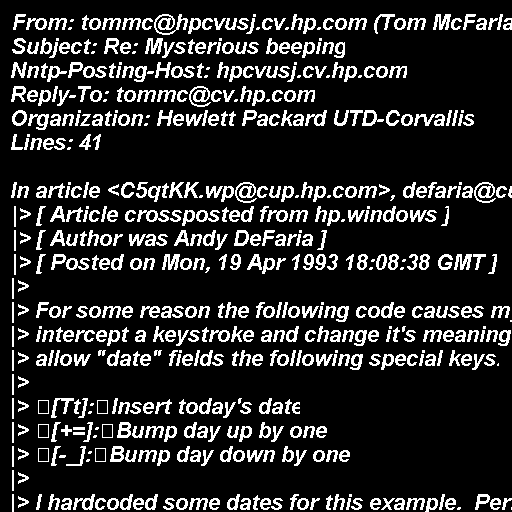 From: tommc@hpcvusj.cv.hp.com (Tom McFarla
Subject: Re: Mysterious beeping
Nntp-Posting-Host: hpcvusj.cv.hp.com
Reply-To: tommc@cv.hp.com
Organization: Hewlett Packard UTD-Corvallis
Lines: 41

In article <C5qtKK.wp@cup.hp.com>, defaria@cu
|> [ Article crossposted from hp.windows ]
|> [ Author was Andy DeFaria ]
|> [ Posted on Mon, 19 Apr 1993 18:08:38 GMT ]
|>
|> For some reason the following code causes my
|> intercept a keystroke and change it's meaning
|> allow "date" fields the following special keys.
|>
|> □[Tt]:□Insert today's date
|> □[+=]:□Bump day up by one
|> □[-_]:□Bump day down by one
|>
|> I hardcoded some dates for this example.  Per